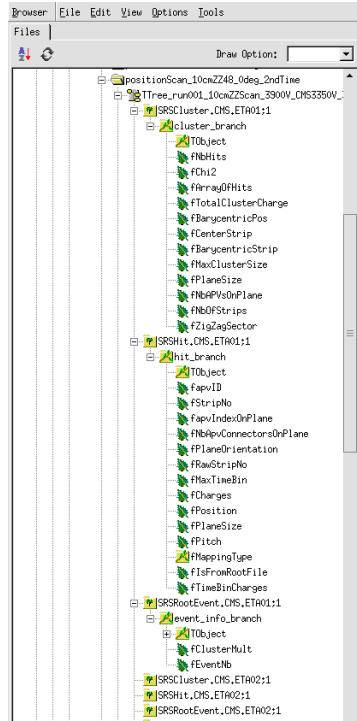 Browser File Edit View Options Tools
Files
Draw Option:
positionScan_10cmZZ48_0deg_2ndTime
TTree_run001_10cmZZScan_3900V_CMS3350V_
SRSCluster.CMS.ETA01;1
cluster_branch
TObject
fNbHits
fChi2
fArrayOfHits
fTotalClusterCharge
fBarycentricPos
fCenterStrip
fBarycentricStrip
fMaxClusterSize
fPlaneSize
fNbAPVsOnPlane
fNbOfStrips
fZigZagSector
SRSHit.CMS.ETA01;1
hit_branch
TObject
fapvID
fStripNo
fapvIndexOnPlane
fNbApvConnectorsOnPlane
fPlaneOrientation
fRawStripNo
fMaxTimeBin
fCharges
fPosition
fPlaneSize
fPitch
fMappingType
fIsFromRootFile
fTimeBinCharges
SRSRootEvent.CMS.ETA01;1
event_info_branch
TObject
fClusterMult
fEventNb
SRSCluster.CMS.ETA02;1
SRSHit.CMS.ETA02;1
SRSRootEvent.CMS.ETA02;1